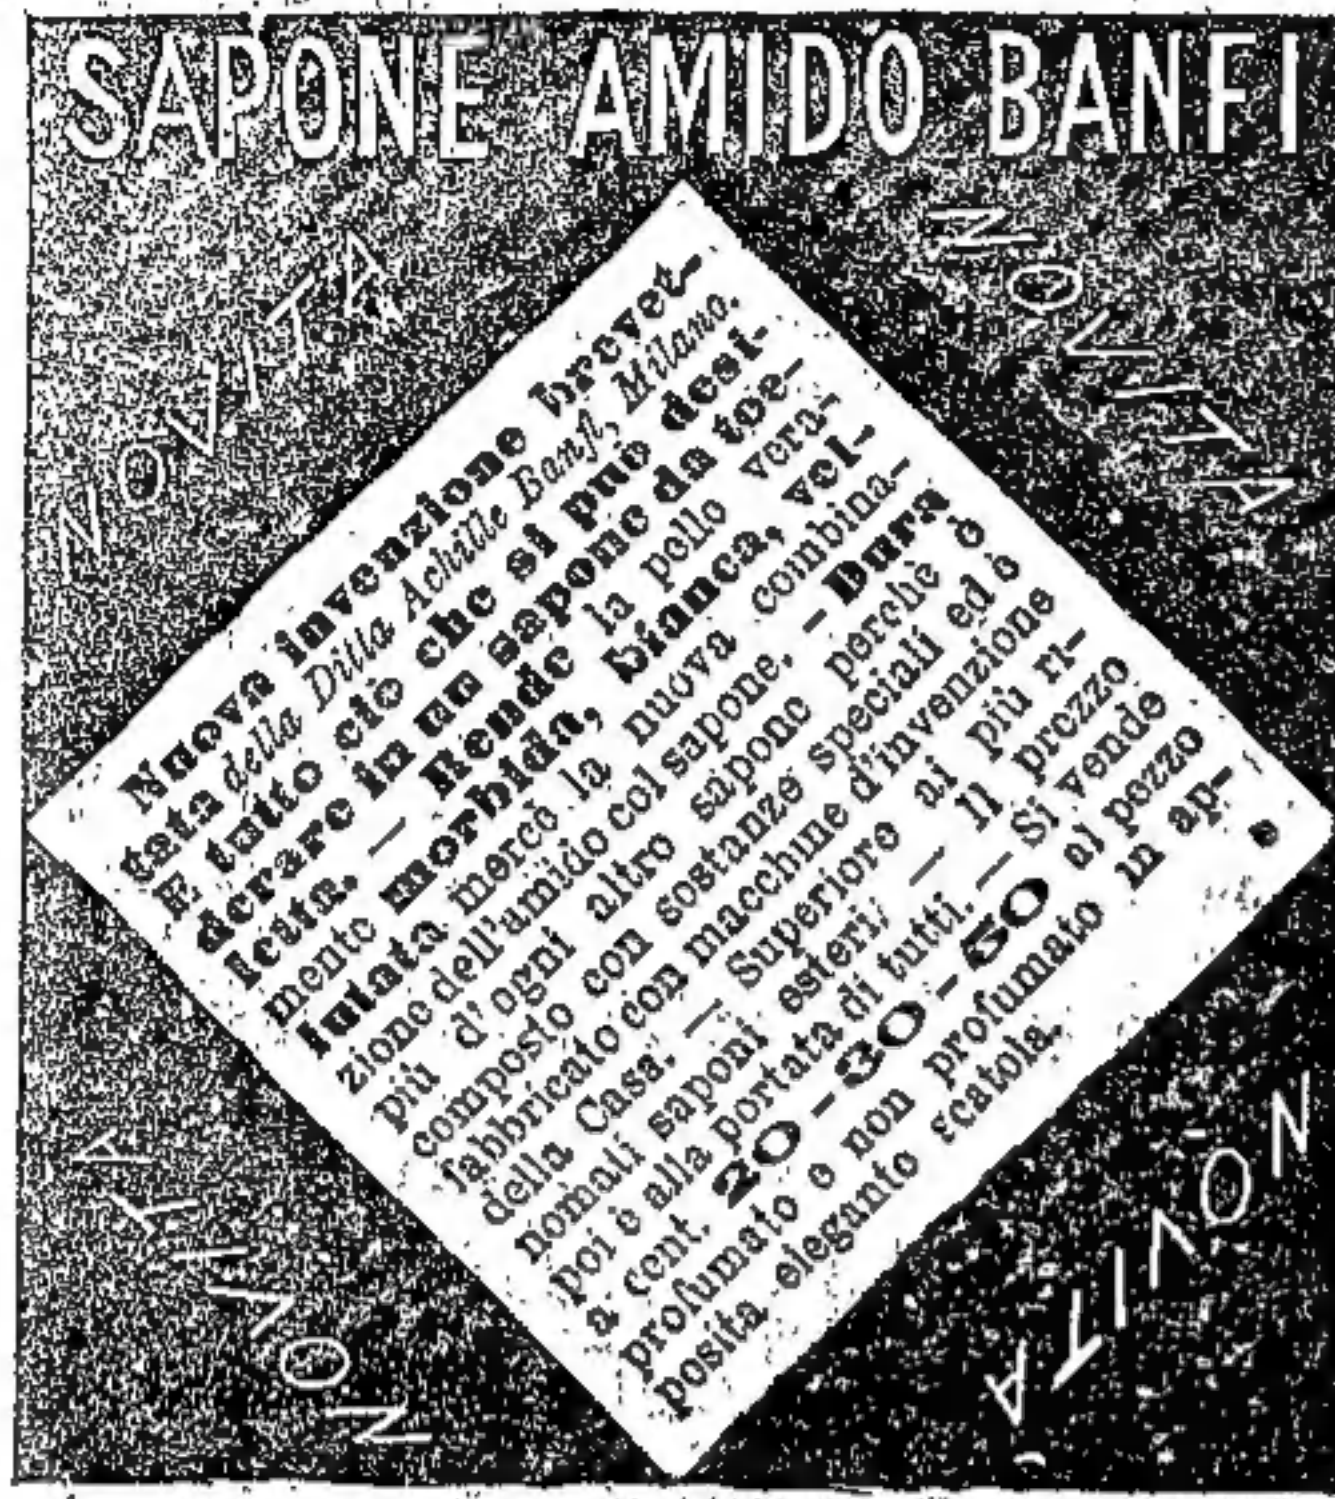 SAPONE AMIDO BANFI
NOVITÀ
NOVITÀ
Nuova invenzione brevet-
tata della Ditta Achille Banfi, Milano.
E tutto ciò che si può desi-
derare in un sapone da toe-
letta. — Rende la pelle vera-
mente morbida, bianca, vel-
lutata mercè la nuova combina-
zione dell'amido col sapone. — Dura
più d'ogni altro sapone perchè è
composto con sostanze speciali ed è
fabbricato con macchine d'invenzione
della Casa. — Superiore ai più ri-
nomati saponi esteri, — Il prezzo
poi è alla portata di tutti. — Si vende
a cent. 20 - 30 - 50 al pezzo
profumato e non profumato in ap-
posita elegante scatola.
NOVITÀ
NOVITÀ